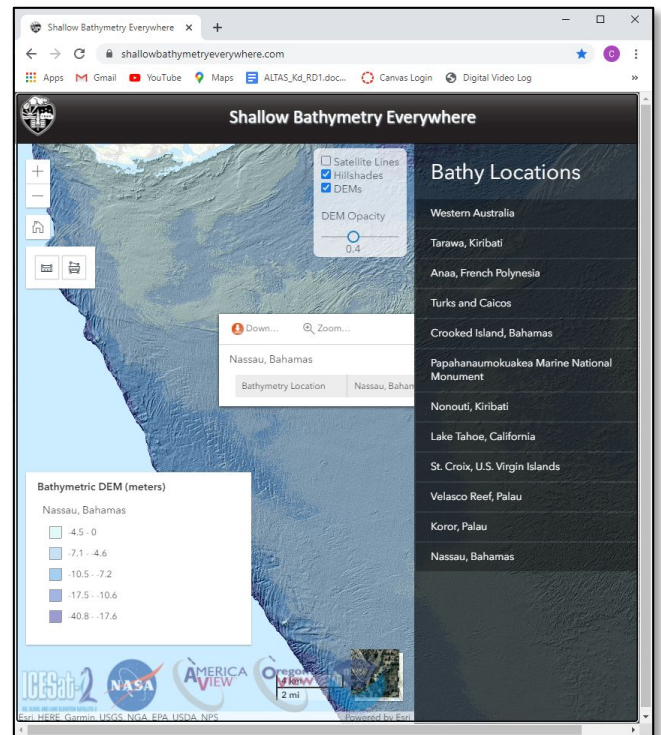 Shallow Bathymetry Everywhere
shallowbathymetryeverywhere.com
C
Apps Gmail YouTube Maps ALTAS_Kd_RD1.doc... Canvas Login Digital Video Log »
Shallow Bathymetry Everywhere
Satellite Lines
Hillshades
DEMs
DEM Opacity
0.4
Bathy Locations
Western Australia
Tarawa, Kiribati
Anaa, French Polynesia
Turks and Caicos
Crooked Island, Bahamas
Papahanaumokuakea Marine National
Monument
Nonouti, Kiribati
Lake Tahoe, California
St. Croix, U.S. Virgin Islands
Velasco Reef, Palau
Koror, Palau
Nassau, Bahamas
Down... Zoom...
Nassau, Bahamas
Bathymetry Location Nassau, Baham
Bathymetric DEM (meters)
Nassau, Bahamas
-4.5 - 0
-7.1 - -4.6
-10.5 - -7.2
-17.5 - -10.6
-40.8 - -17.6
ICESat-2
NASA
AMERICA
VIEW
Oregon
VIEW
2 mi
Esri, HERE, Garmin, USGS, NGA, EPA, USDA, NPS
Powered by Esri